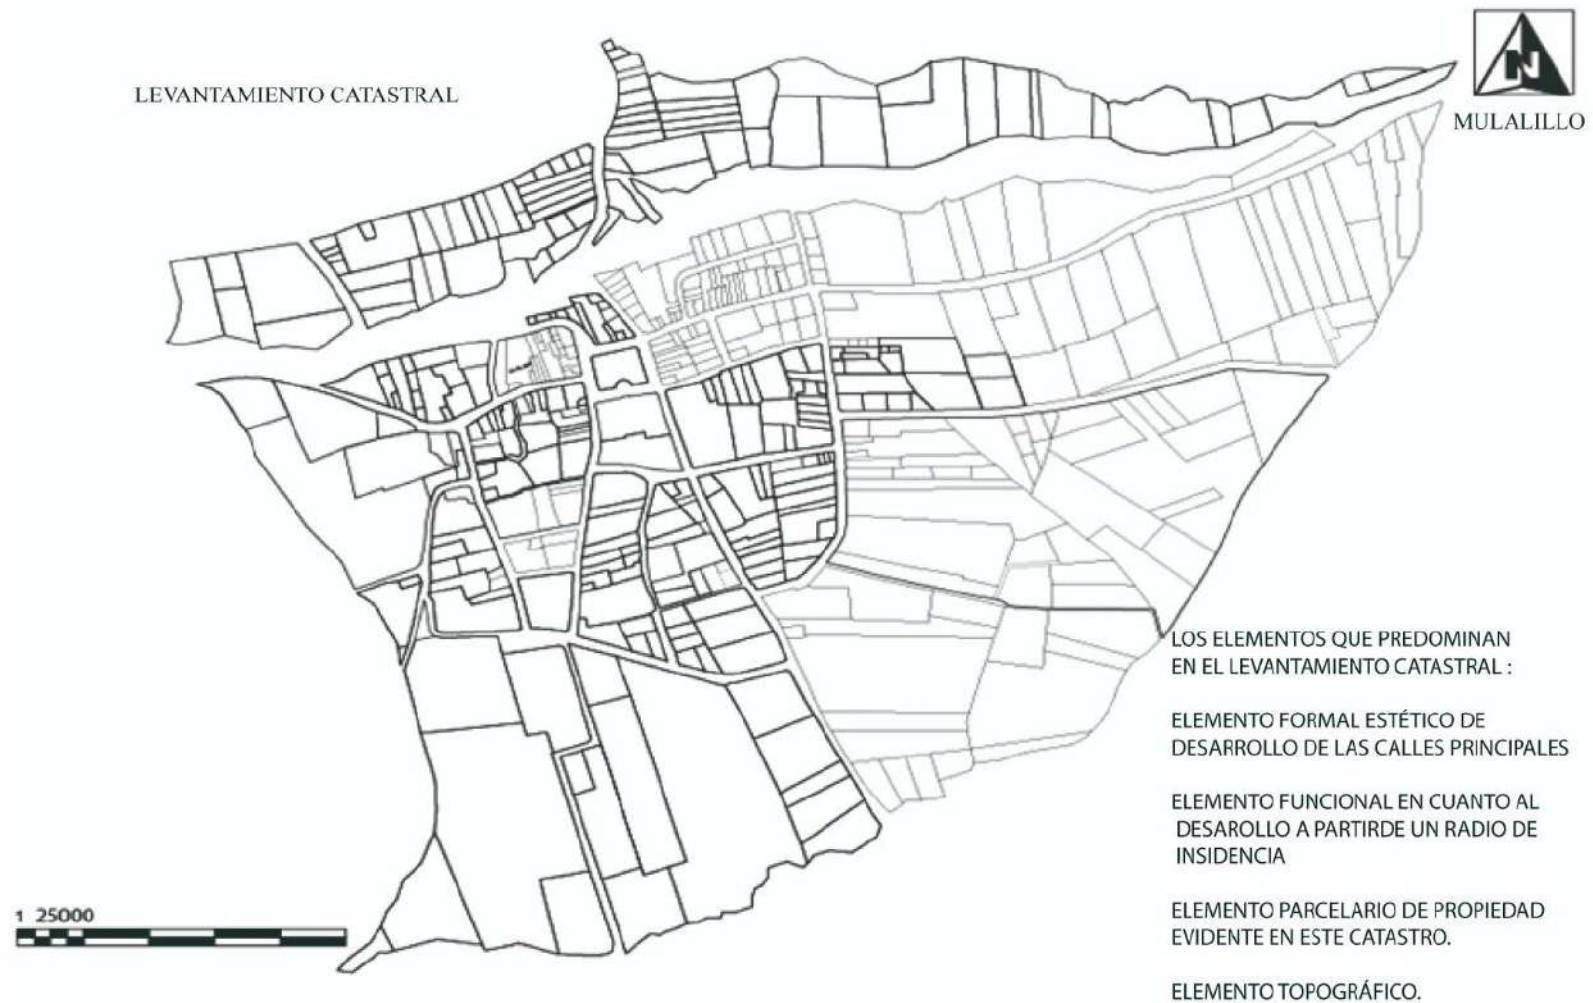 LEVANTAMIENTO CATASTRAL
N
MULALILLO
LOS ELEMENTOS QUE PREDOMINAN
EN EL LEVANTAMIENTO CATASTRAL :
ELEMENTO FORMAL ESTÉTICO DE
DESARROLLO DE LAS CALLES PRINCIPALES
ELEMENTO FUNCIONAL EN CUANTO AL
DESAROLLO A PARTIRDE UN RADIO DE
INSIDENCIA
ELEMENTO PARCELARIO DE PROPIEDAD
EVIDENTE EN ESTE CATASTRO.
ELEMENTO TOPOGRÁFICO.
1 25000